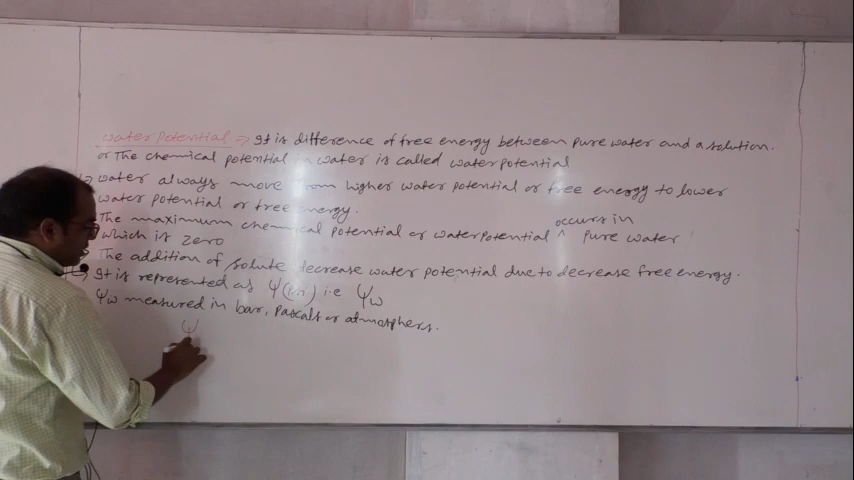 water potential → It is difference of free energy between pure water and a solution.
or The chemical potential in water is called water potential
→ water always move from higher water potential or free energy to lower
water potential or free energy.
The maximum chemical potential or water potential ^ occurs in pure water
which is zero
The addition of solute decrease water potential due to decrease free energy.
→ It is represented as Ψ (psi) i.e Ψw
Ψw measured in bar, pascals or atmosphers.
Ψ